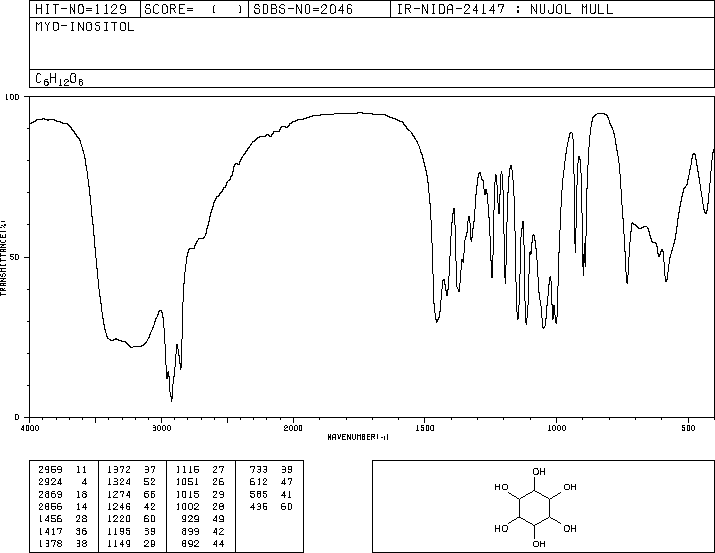 HIT-NO=1129 SCORE= ( ) SDBS-NO=2046 IR-NIDA-24147 : NUJOL MULL
MYO-INOSITOL
C6H12O6
100
TRANSMITTANCE(%)
50
0
4000 3000 2000 1500 1000 500
WAVENUMBER(-1)
2969 11 1372 37 1116 27 733 39
2924 4 1324 52 1051 26 612 47
2869 18 1274 66 1015 29 585 41
2856 14 1246 42 1002 28 436 60
1456 28 1220 60 929 49
1417 36 1195 39 899 42
1378 38 1149 29 892 44
OH
HO OH
HO OH
OH